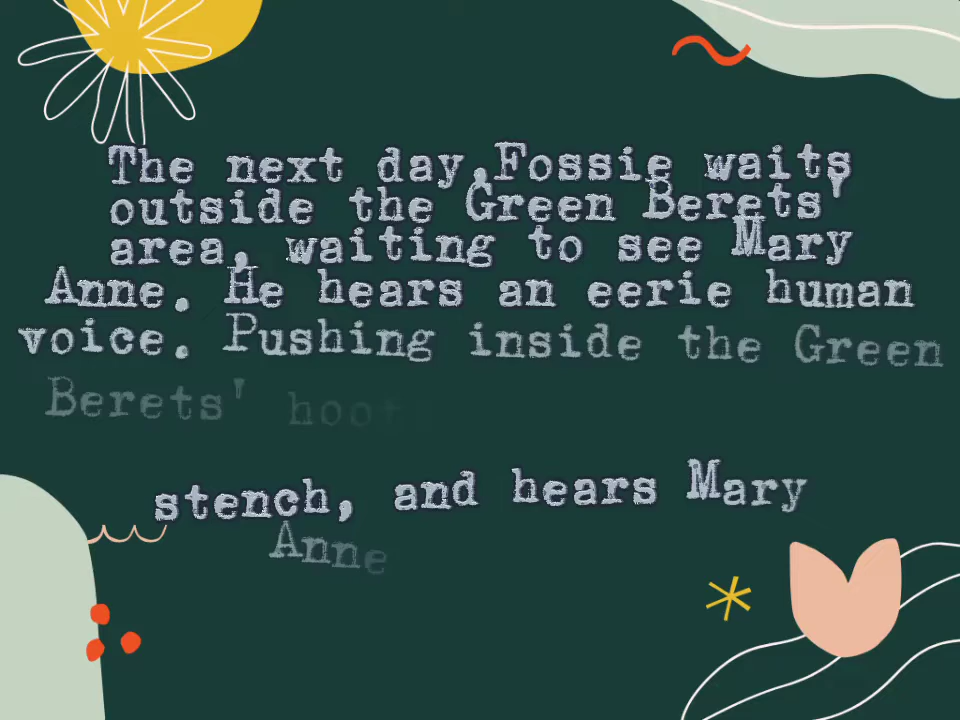 The next day,Fossie waits
outside the Green Berets'
area, waiting to see Mary
Anne. He hears an eerie human
voice. Pushing inside the Green
Berets'
stench, and hears Mary
Anne